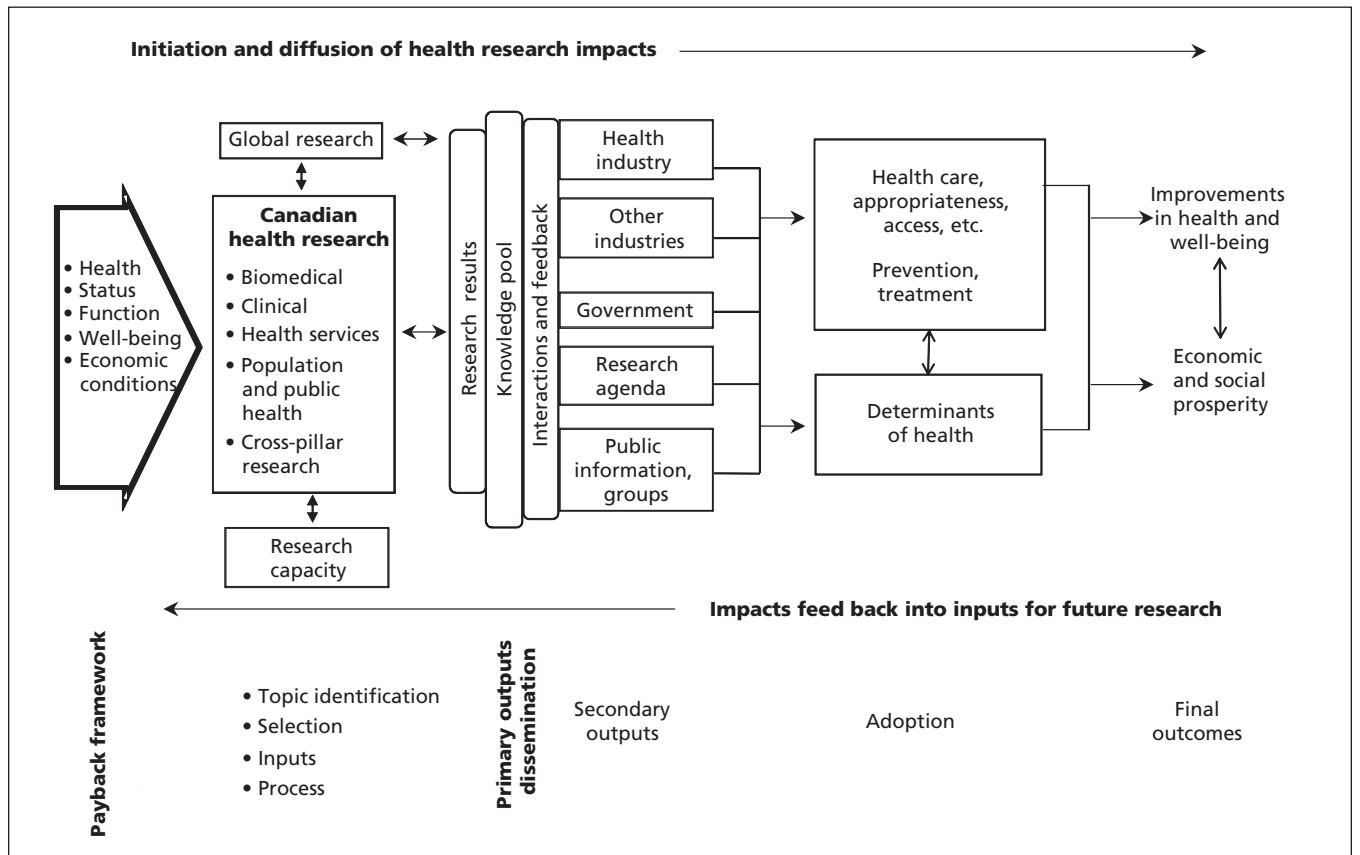 Initiation and diffusion of health research impacts
Global research
Canadian
health research
• Biomedical
• Clinical
• Health services
• Population
and public
health
• Cross-pillar
research
• Health
• Status
• Function
• Well-being
• Economic
conditions
Research
capacity
Research results
Knowledge pool
Interactions and feedback
Health
industry
Other
industries
Government
Research
agenda
Public
information,
groups
Health care,
appropriateness,
access, etc.
Prevention,
treatment
Determinants
of health
Improvements
in health and
well-being
Economic
and social
prosperity
Impacts feed back into inputs for future research
Payback framework
• Topic identification
• Selection
• Inputs
• Process
Primary outputs
dissemination
Secondary
outputs
Adoption
Final
outcomes